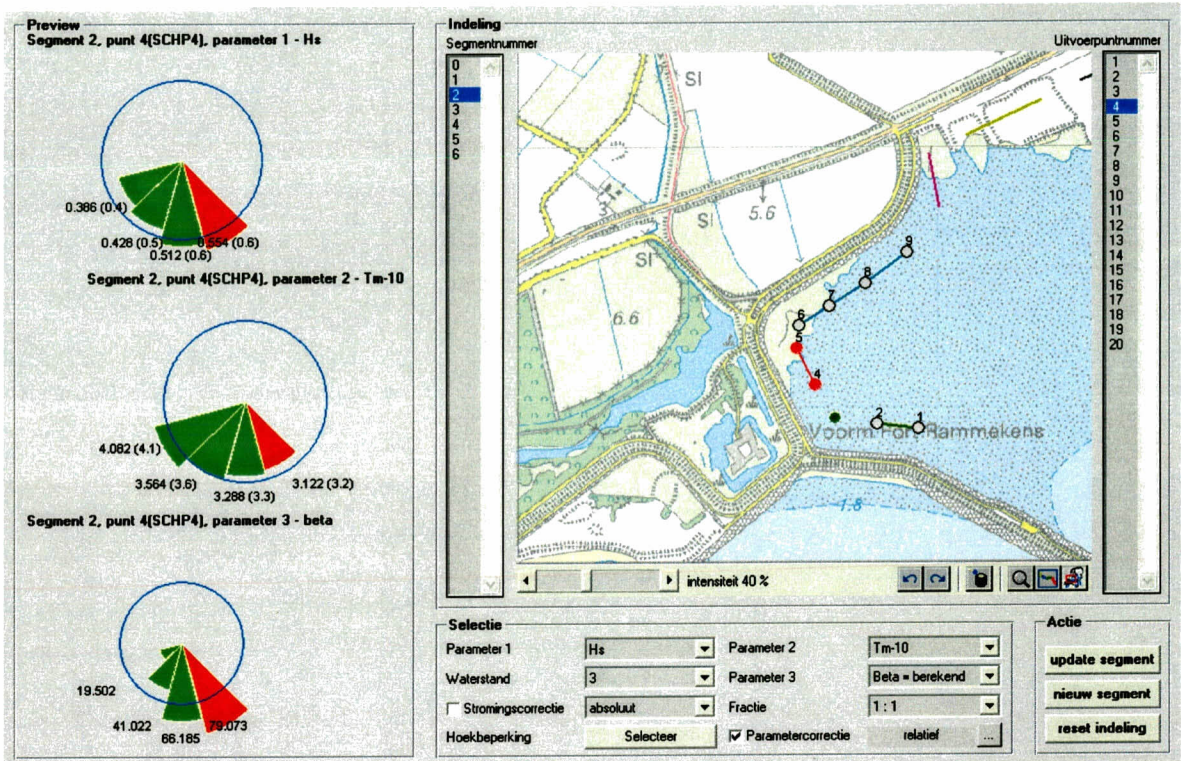 Preview
Segment 2, punt 4(SCHP4), parameter 1 - Hs
0.386 (0.4)
0.428 (0.5)
0.554 (0.6)
0.512 (0.6)
Segment 2, punt 4(SCHP4), parameter 2 - Tm-10
4.082 (4.1)
3.564 (3.6)
3.122 (3.2)
3.288 (3.3)
Segment 2, punt 4(SCHP4), parameter 3 - beta
19.502
41.022
79.073
66.185
Indeling
Segmentnummer
0
1
2
3
4
5
6
Uitvoerpuntnummer
1
2
3
4
5
6
7
8
9
10
11
12
13
14
15
16
17
18
19
20
Sl
3
Sl
5.6
Sl
6.6
9
8
7
6
5
4
2
1
Voorm Fort Rammekens
1.8
intensiteit 40 %
Selectie
Parameter 1
Hs
Parameter 2
Tm-10
Waterstand
3
Parameter 3
Beta = berekend
Stromingscorrectie
absoluut
Fractie
1 : 1
Hoekbeperking
Selecteer
Parametercorrectie
relatief
...
Actie
update segment
nieuw segment
reset indeling